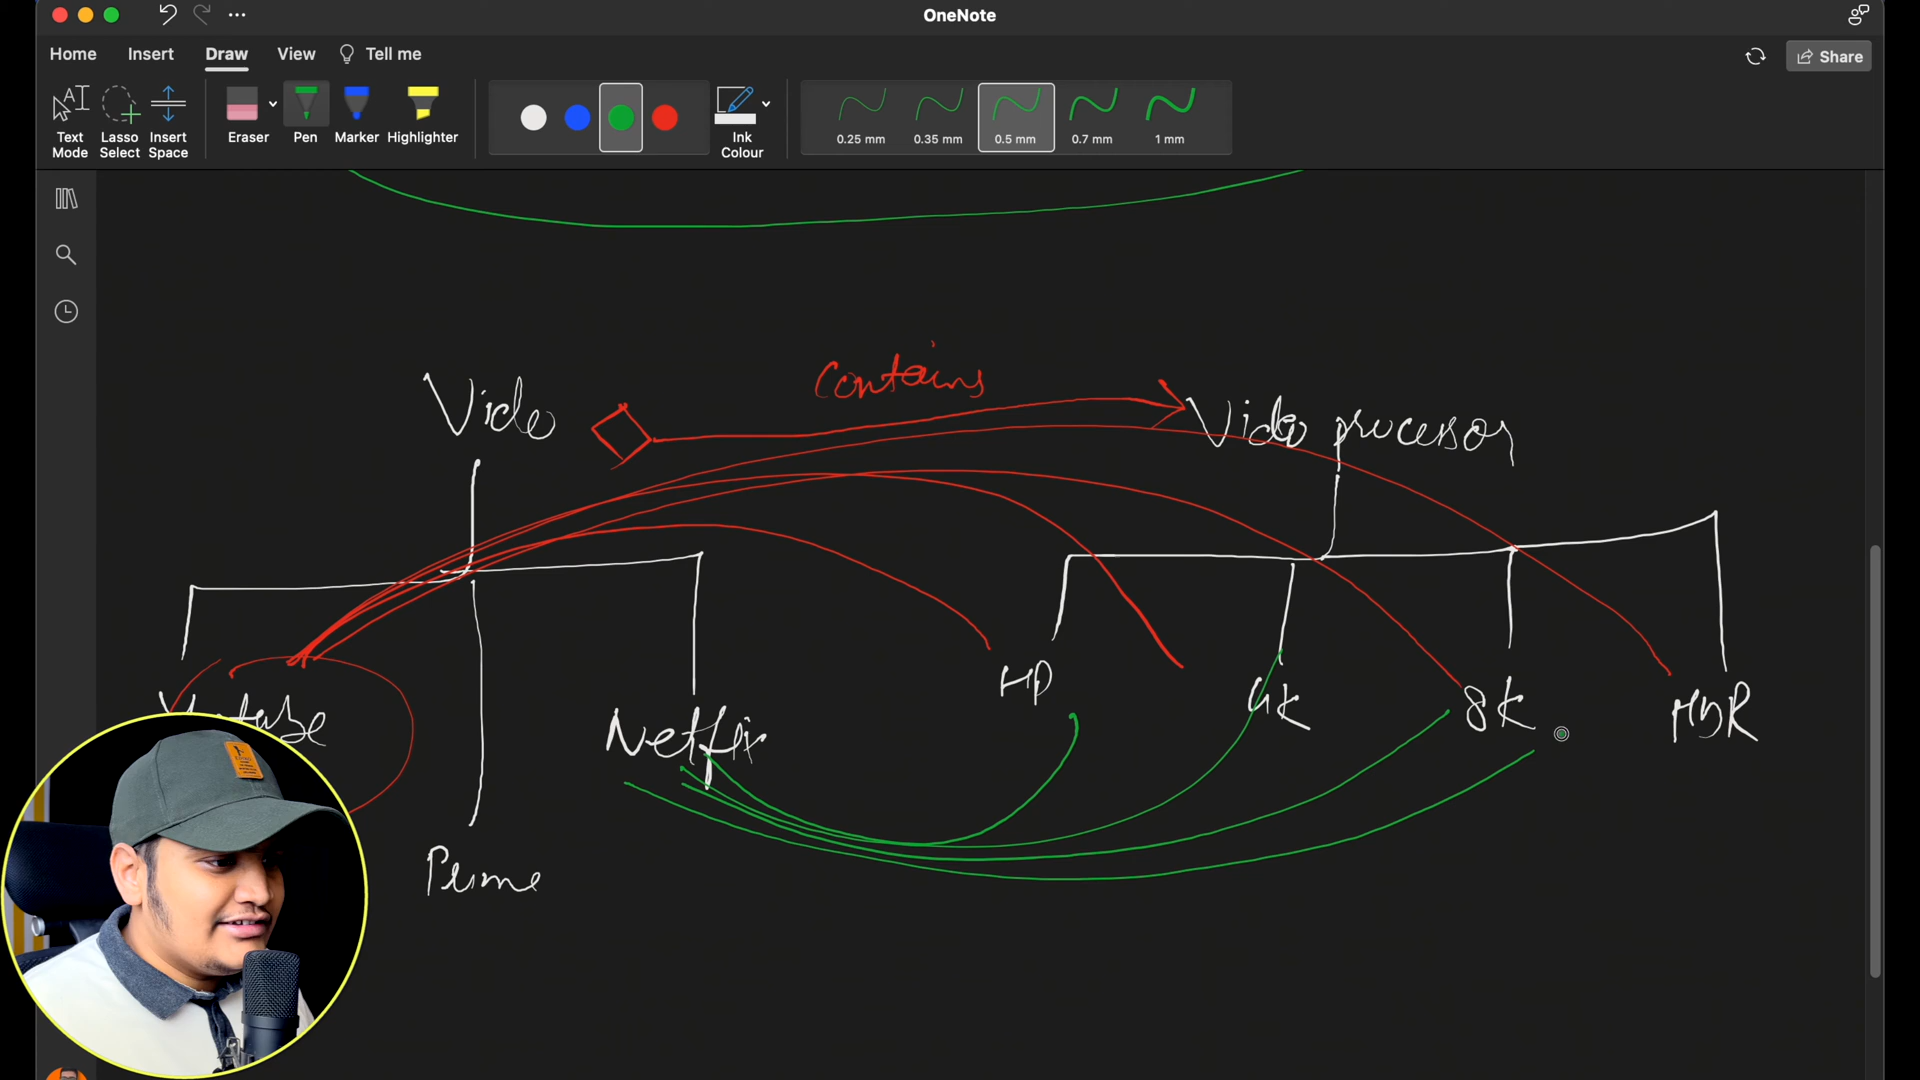 OneNote
Home Insert Draw View Tell me
Share
Text Mode
Lasso Select
Insert Space
Eraser
Pen
Marker
Highlighter
Ink Colour
0.25 mm
0.35 mm
0.5 mm
0.7 mm
1 mm
Contains
Video
Video processor
Netflix
HD
4K
8K
HDR
Prime